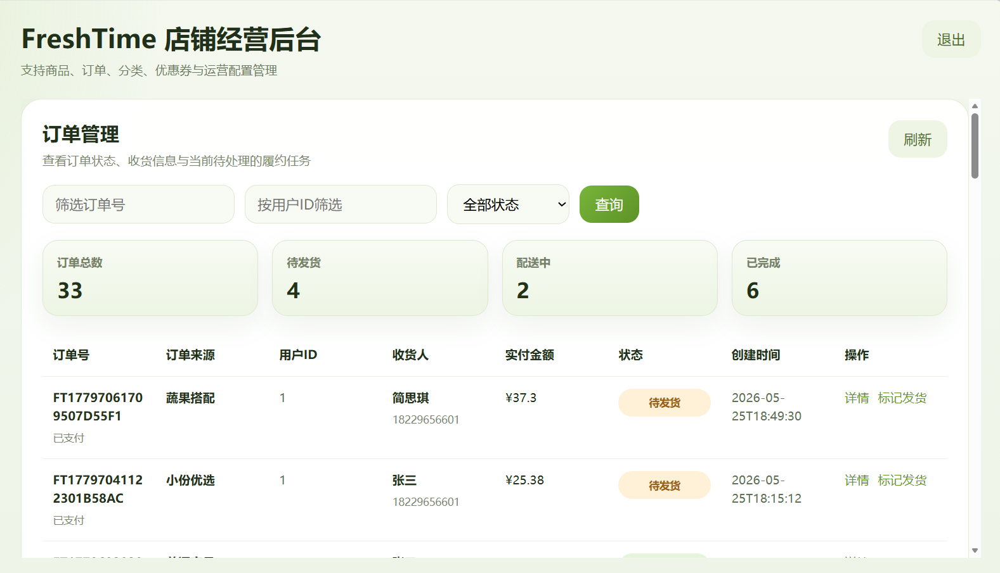 FreshTime 店铺经营后台
退出
支持商品、订单、分类、优惠券与运营配置管理
订单管理
刷新
查看订单状态、收货信息与当前待处理的履约任务
筛选订单号
按用户ID筛选
全部状态
查询
订单总数
33
待发货
4
配送中
2
已完成
6
订单号 订单来源 用户ID 收货人 实付金额 状态 创建时间 操作
FT1779706170 蔬果搭配 1 简思琪 ¥37.3 待发货 2026-05- 详情 标记发货
9507D55F1 18229656601 25T18:49:30
已支付
FT1779704112 小份优选 1 张三 ¥25.38 待发货 2026-05- 详情 标记发货
2301B58AC 18229656601 25T18:15:12
已支付